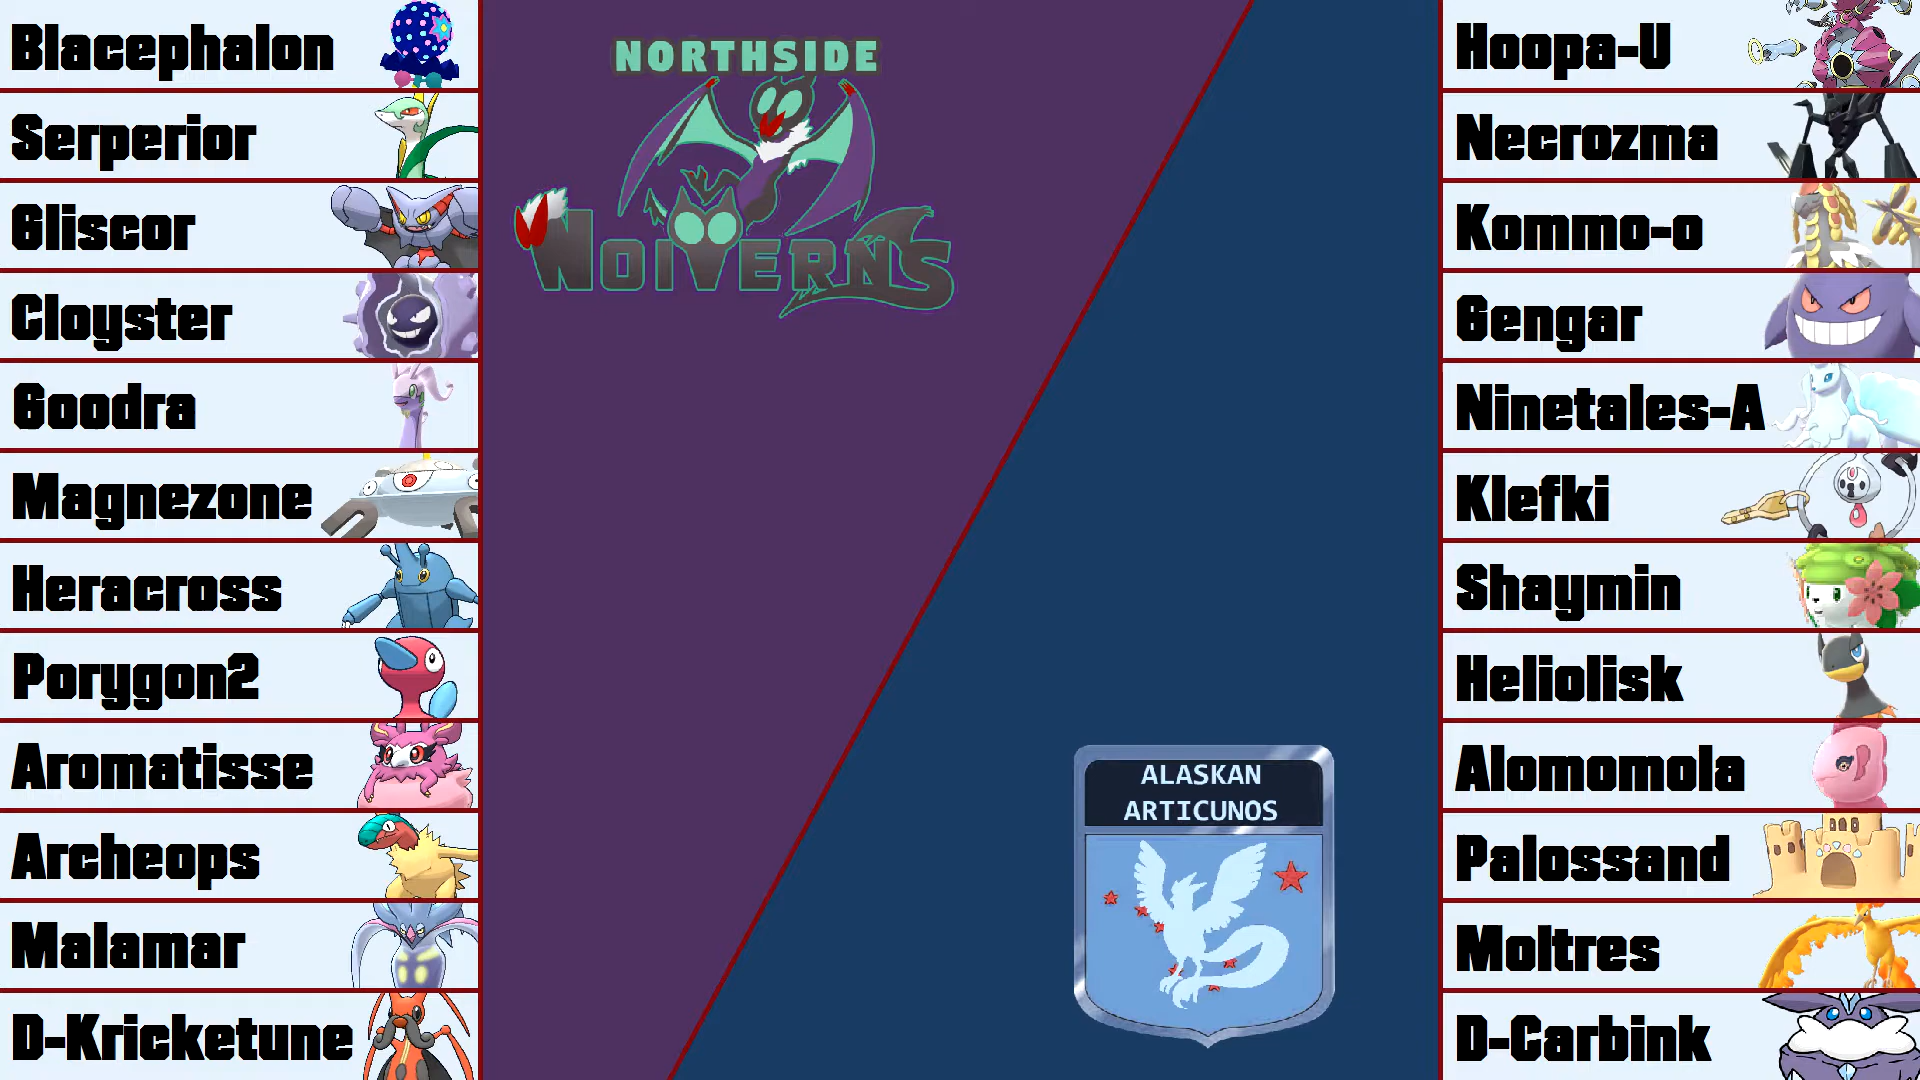 Blacephalon
Serperior
Gliscor
Cloyster
Goodra
Magnezone
Heracross
Porygon2
Aromatisse
Archeops
Malamar
D-Kricketune
NORTHSIDE
NOIVERNS
ALASKAN
ARTICUNOS
Hoopa-U
Necrozma
Kommo-o
Gengar
Ninetales-A
Klefki
Shaymin
Heliolisk
Alomomola
Palossand
Moltres
D-Carbink